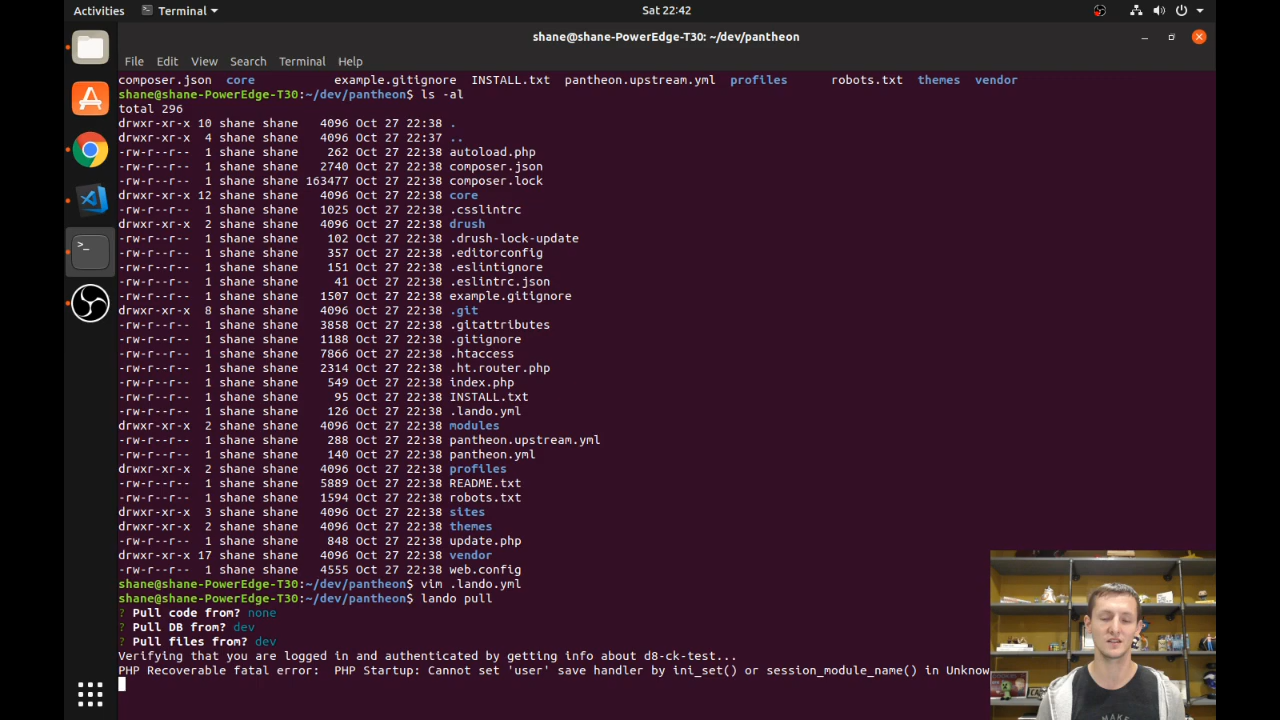 Activities Terminal Sat 22:42
shane@shane-PowerEdge-T30: ~/dev/pantheon
File Edit View Search Terminal Help
composer.json core example.gitignore INSTALL.txt pantheon.upstream.yml profiles robots.txt themes vendor
shane@shane-PowerEdge-T30:~/dev/pantheon$ ls -al
total 296
drwxr-xr-x 10 shane shane 4096 Oct 27 22:38 .
drwxr-xr-x 4 shane shane 4096 Oct 27 22:37 ..
-rw-r--r-- 1 shane shane 262 Oct 27 22:38 autoload.php
-rw-r--r-- 1 shane shane 2740 Oct 27 22:38 composer.json
-rw-r--r-- 1 shane shane 163477 Oct 27 22:38 composer.lock
drwxr-xr-x 12 shane shane 4096 Oct 27 22:38 core
-rw-r--r-- 1 shane shane 1025 Oct 27 22:38 .csslintrc
drwxr-xr-x 2 shane shane 4096 Oct 27 22:38 drush
-rw-r--r-- 1 shane shane 102 Oct 27 22:38 .drush-lock-update
-rw-r--r-- 1 shane shane 357 Oct 27 22:38 .editorconfig
-rw-r--r-- 1 shane shane 151 Oct 27 22:38 .eslintignore
-rw-r--r-- 1 shane shane 41 Oct 27 22:38 .eslintrc.json
-rw-r--r-- 1 shane shane 1507 Oct 27 22:38 example.gitignore
drwxr-xr-x 8 shane shane 4096 Oct 27 22:38 .git
-rw-r--r-- 1 shane shane 3858 Oct 27 22:38 .gitattributes
-rw-r--r-- 1 shane shane 1188 Oct 27 22:38 .gitignore
-rw-r--r-- 1 shane shane 7866 Oct 27 22:38 .htaccess
-rw-r--r-- 1 shane shane 2314 Oct 27 22:38 .ht.router.php
-rw-r--r-- 1 shane shane 549 Oct 27 22:38 index.php
-rw-r--r-- 1 shane shane 95 Oct 27 22:38 INSTALL.txt
-rw-r--r-- 1 shane shane 126 Oct 27 22:38 .lando.yml
drwxr-xr-x 2 shane shane 4096 Oct 27 22:38 modules
-rw-r--r-- 1 shane shane 288 Oct 27 22:38 pantheon.upstream.yml
-rw-r--r-- 1 shane shane 140 Oct 27 22:38 pantheon.yml
drwxr-xr-x 2 shane shane 4096 Oct 27 22:38 profiles
-rw-r--r-- 1 shane shane 5889 Oct 27 22:38 README.txt
-rw-r--r-- 1 shane shane 1594 Oct 27 22:38 robots.txt
drwxr-xr-x 3 shane shane 4096 Oct 27 22:38 sites
drwxr-xr-x 2 shane shane 4096 Oct 27 22:38 themes
-rw-r--r-- 1 shane shane 848 Oct 27 22:38 update.php
drwxr-xr-x 17 shane shane 4096 Oct 27 22:38 vendor
-rw-r--r-- 1 shane shane 4555 Oct 27 22:38 web.config
shane@shane-PowerEdge-T30:~/dev/pantheon$ vim .lando.yml
shane@shane-PowerEdge-T30:~/dev/pantheon$ lando pull
? Pull code from? none
? Pull DB from? dev
? Pull files from? dev
Verifying that you are logged in and authenticated by getting info about d8-ck-test...
PHP Recoverable fatal error: PHP Startup: Cannot set 'user' save handler by ini_set() or session_module_name() in Unknow